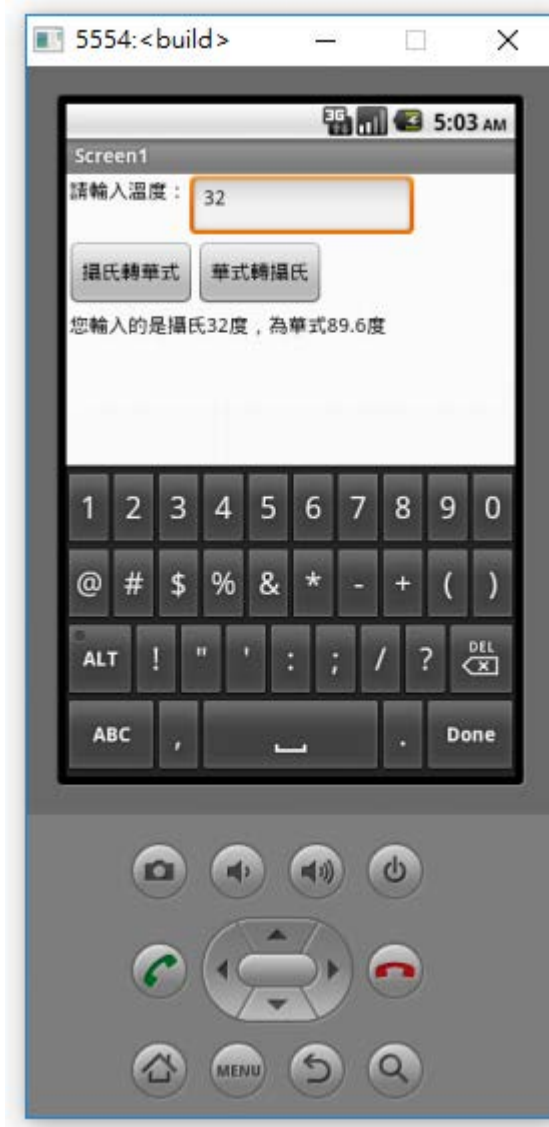 5554:<build>
3G 5:03 AM
Screen1
請輸入溫度： 32
攝氏轉華式 華式轉攝氏
您輸入的是攝氏32度，為華式89.6度
1 2 3 4 5 6 7 8 9 0
@ # $ % & * - + ( )
ALT ! " ' : ; / ? DEL
ABC , . Done
MENU